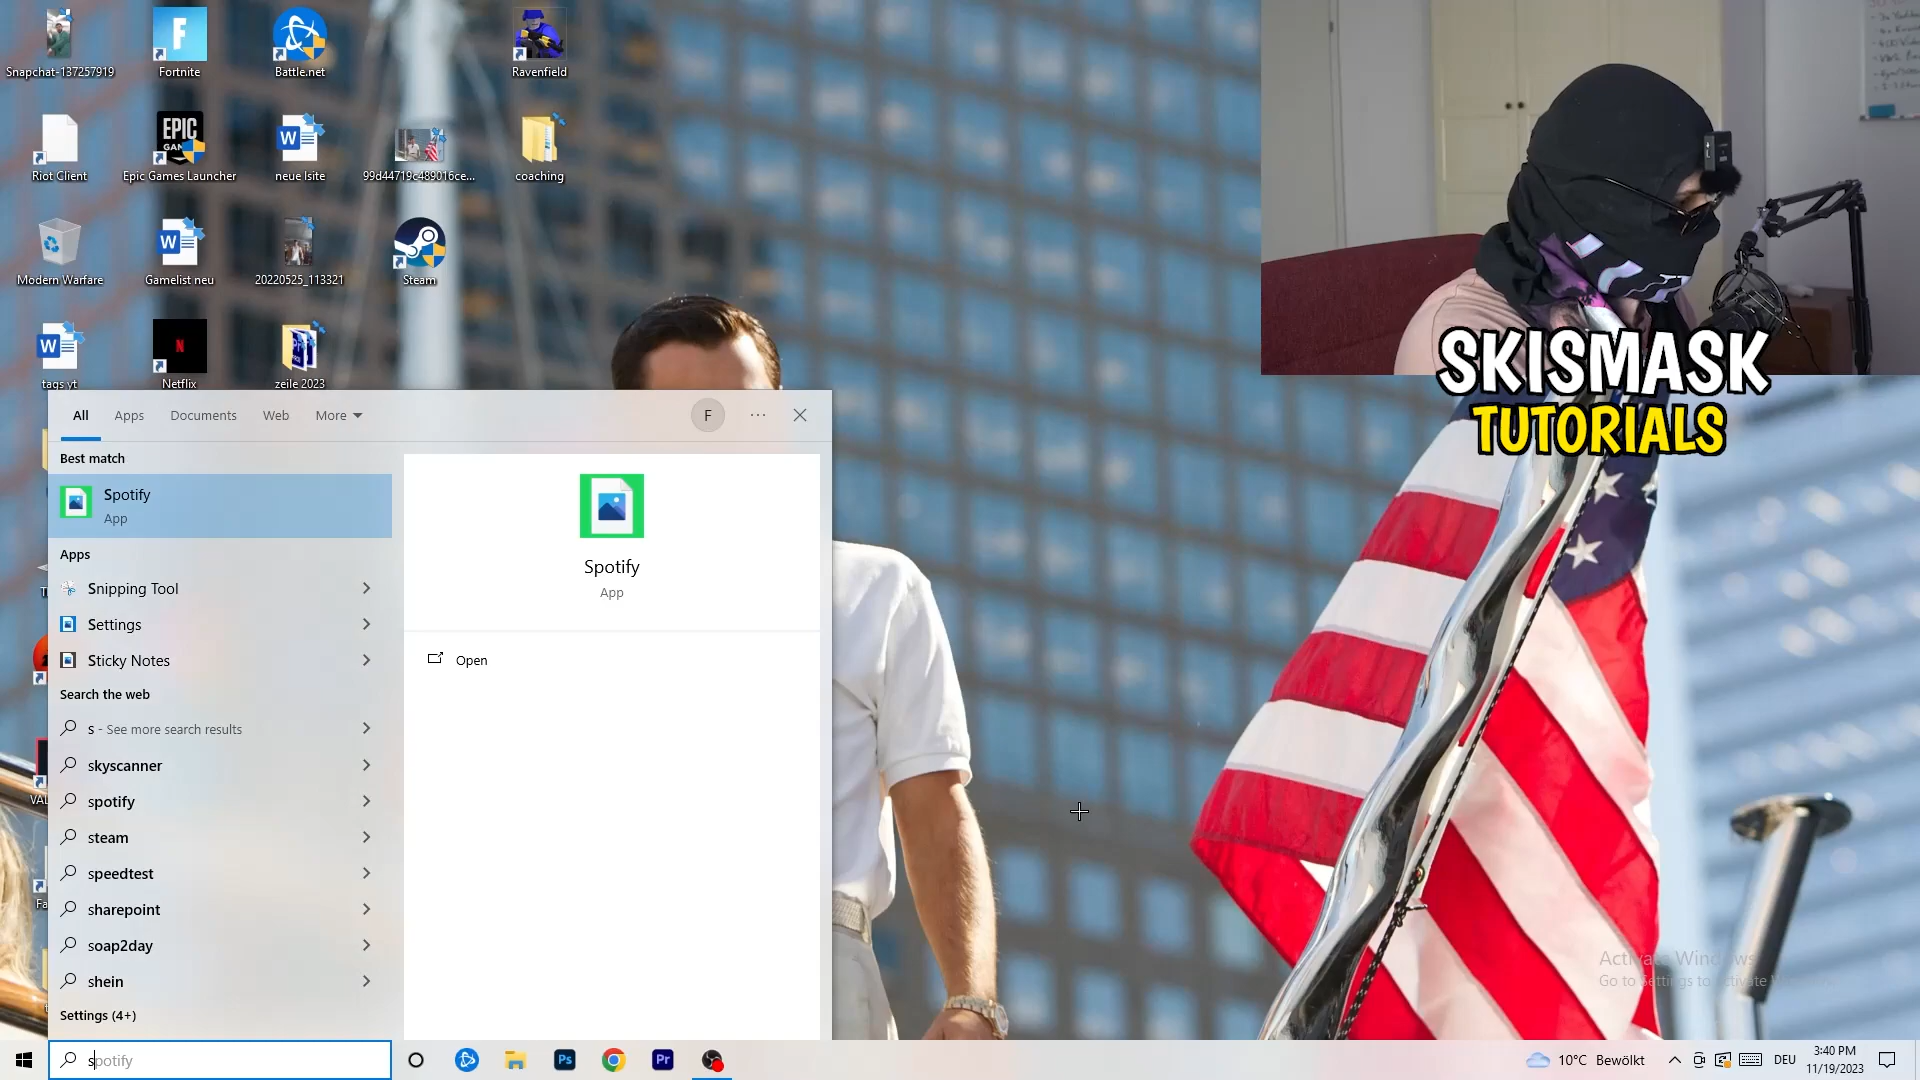 Snapchat-137257919
Fortnite
Battle.net
Ravenfield
Riot Client
EPIC
Epic Games Launcher
neue lsite
99d44719c489016ce...
coaching
Modern Warfare
Gamelist neu
20220525_113321
Steam
tags yt
Netflix
zeile 2023
SKISMASK
TUTORIALS
All
Apps
Documents
Web
More
F
Best match
Spotify
App
Apps
Snipping Tool
Settings
Sticky Notes
Search the web
s - See more search results
skyscanner
spotify
steam
speedtest
sharepoint
soap2day
shein
Settings (4+)
Spotify
App
Open
Activate Windows
Go to Settings to activate
spotify
Ps
Pr
10°C Bewölkt
DEU
3:40 PM
11/19/2023